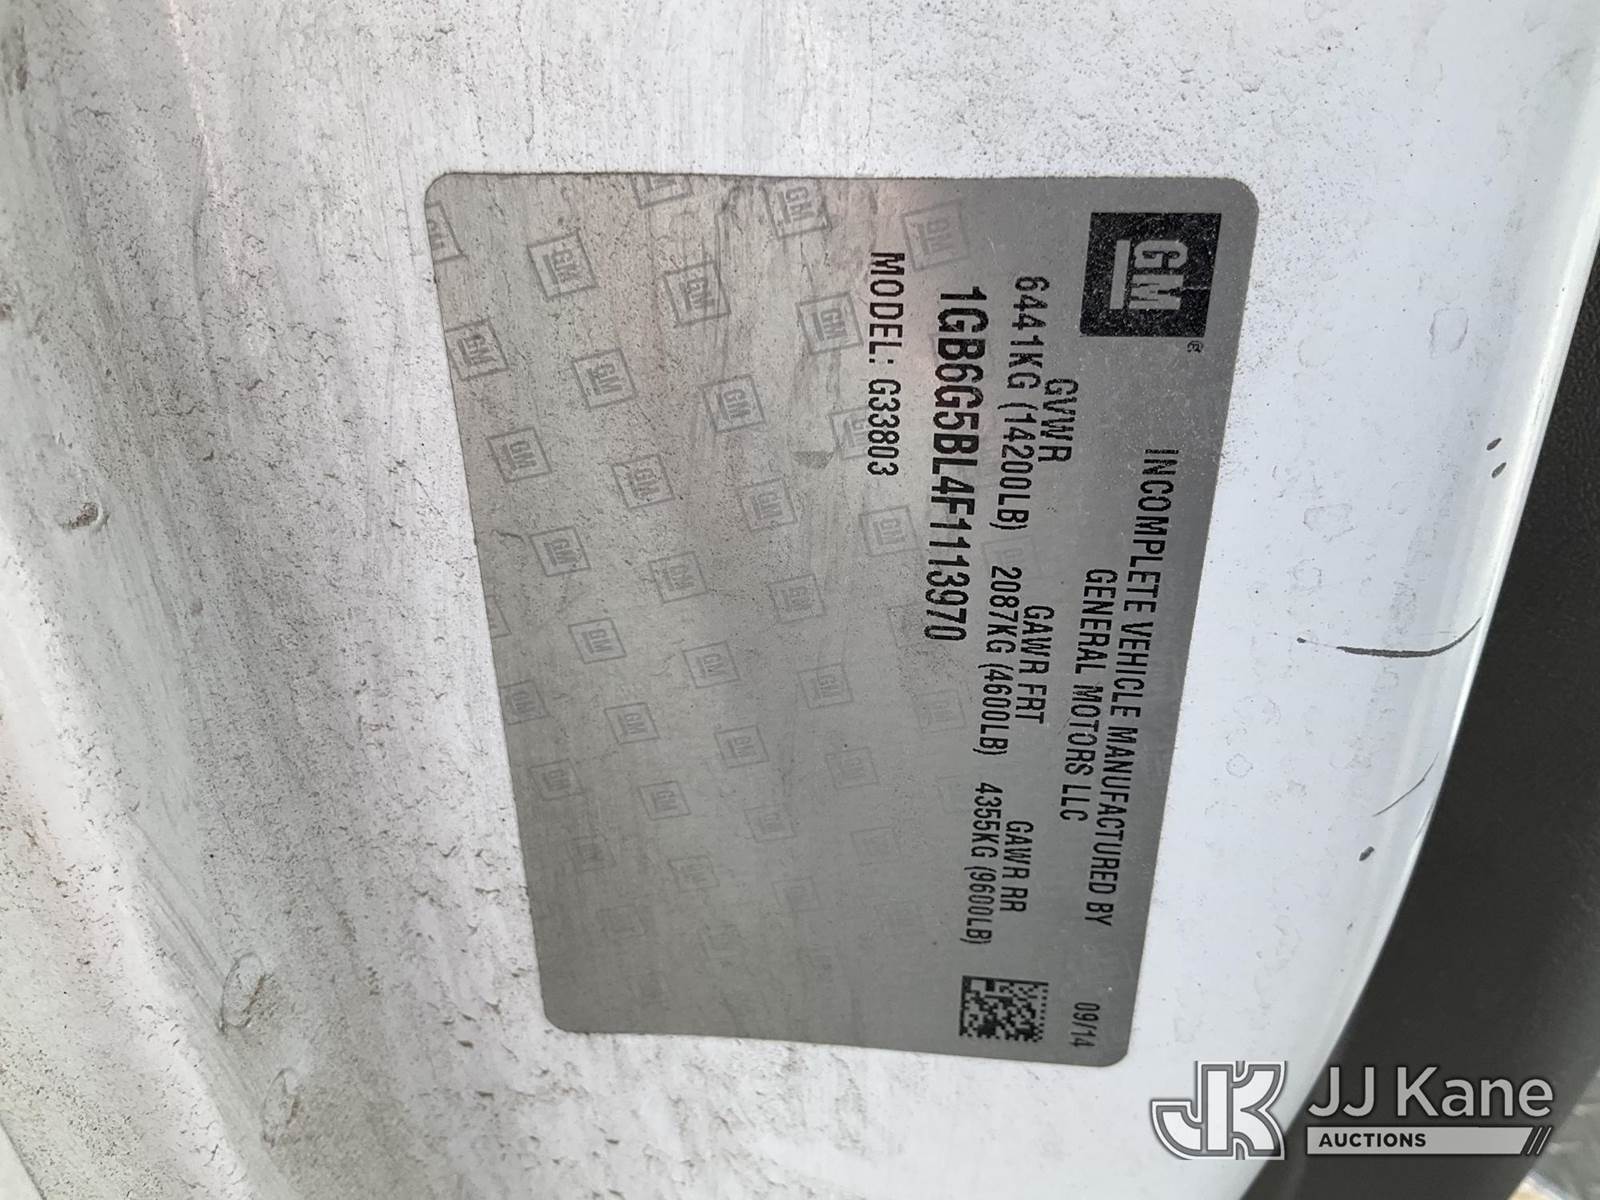 GM®
INCOMPLETE VEHICLE MANUFACTURED BY
GENERAL MOTORS LLC
09/14
GVWR GAWR FRT GAWR RR
6441KG (14200LB) 2087KG (4600LB) 4355KG (9600LB)
1GB6G5BL4F1113970
MODEL: G33803
JK JJ Kane
AUCTIONS